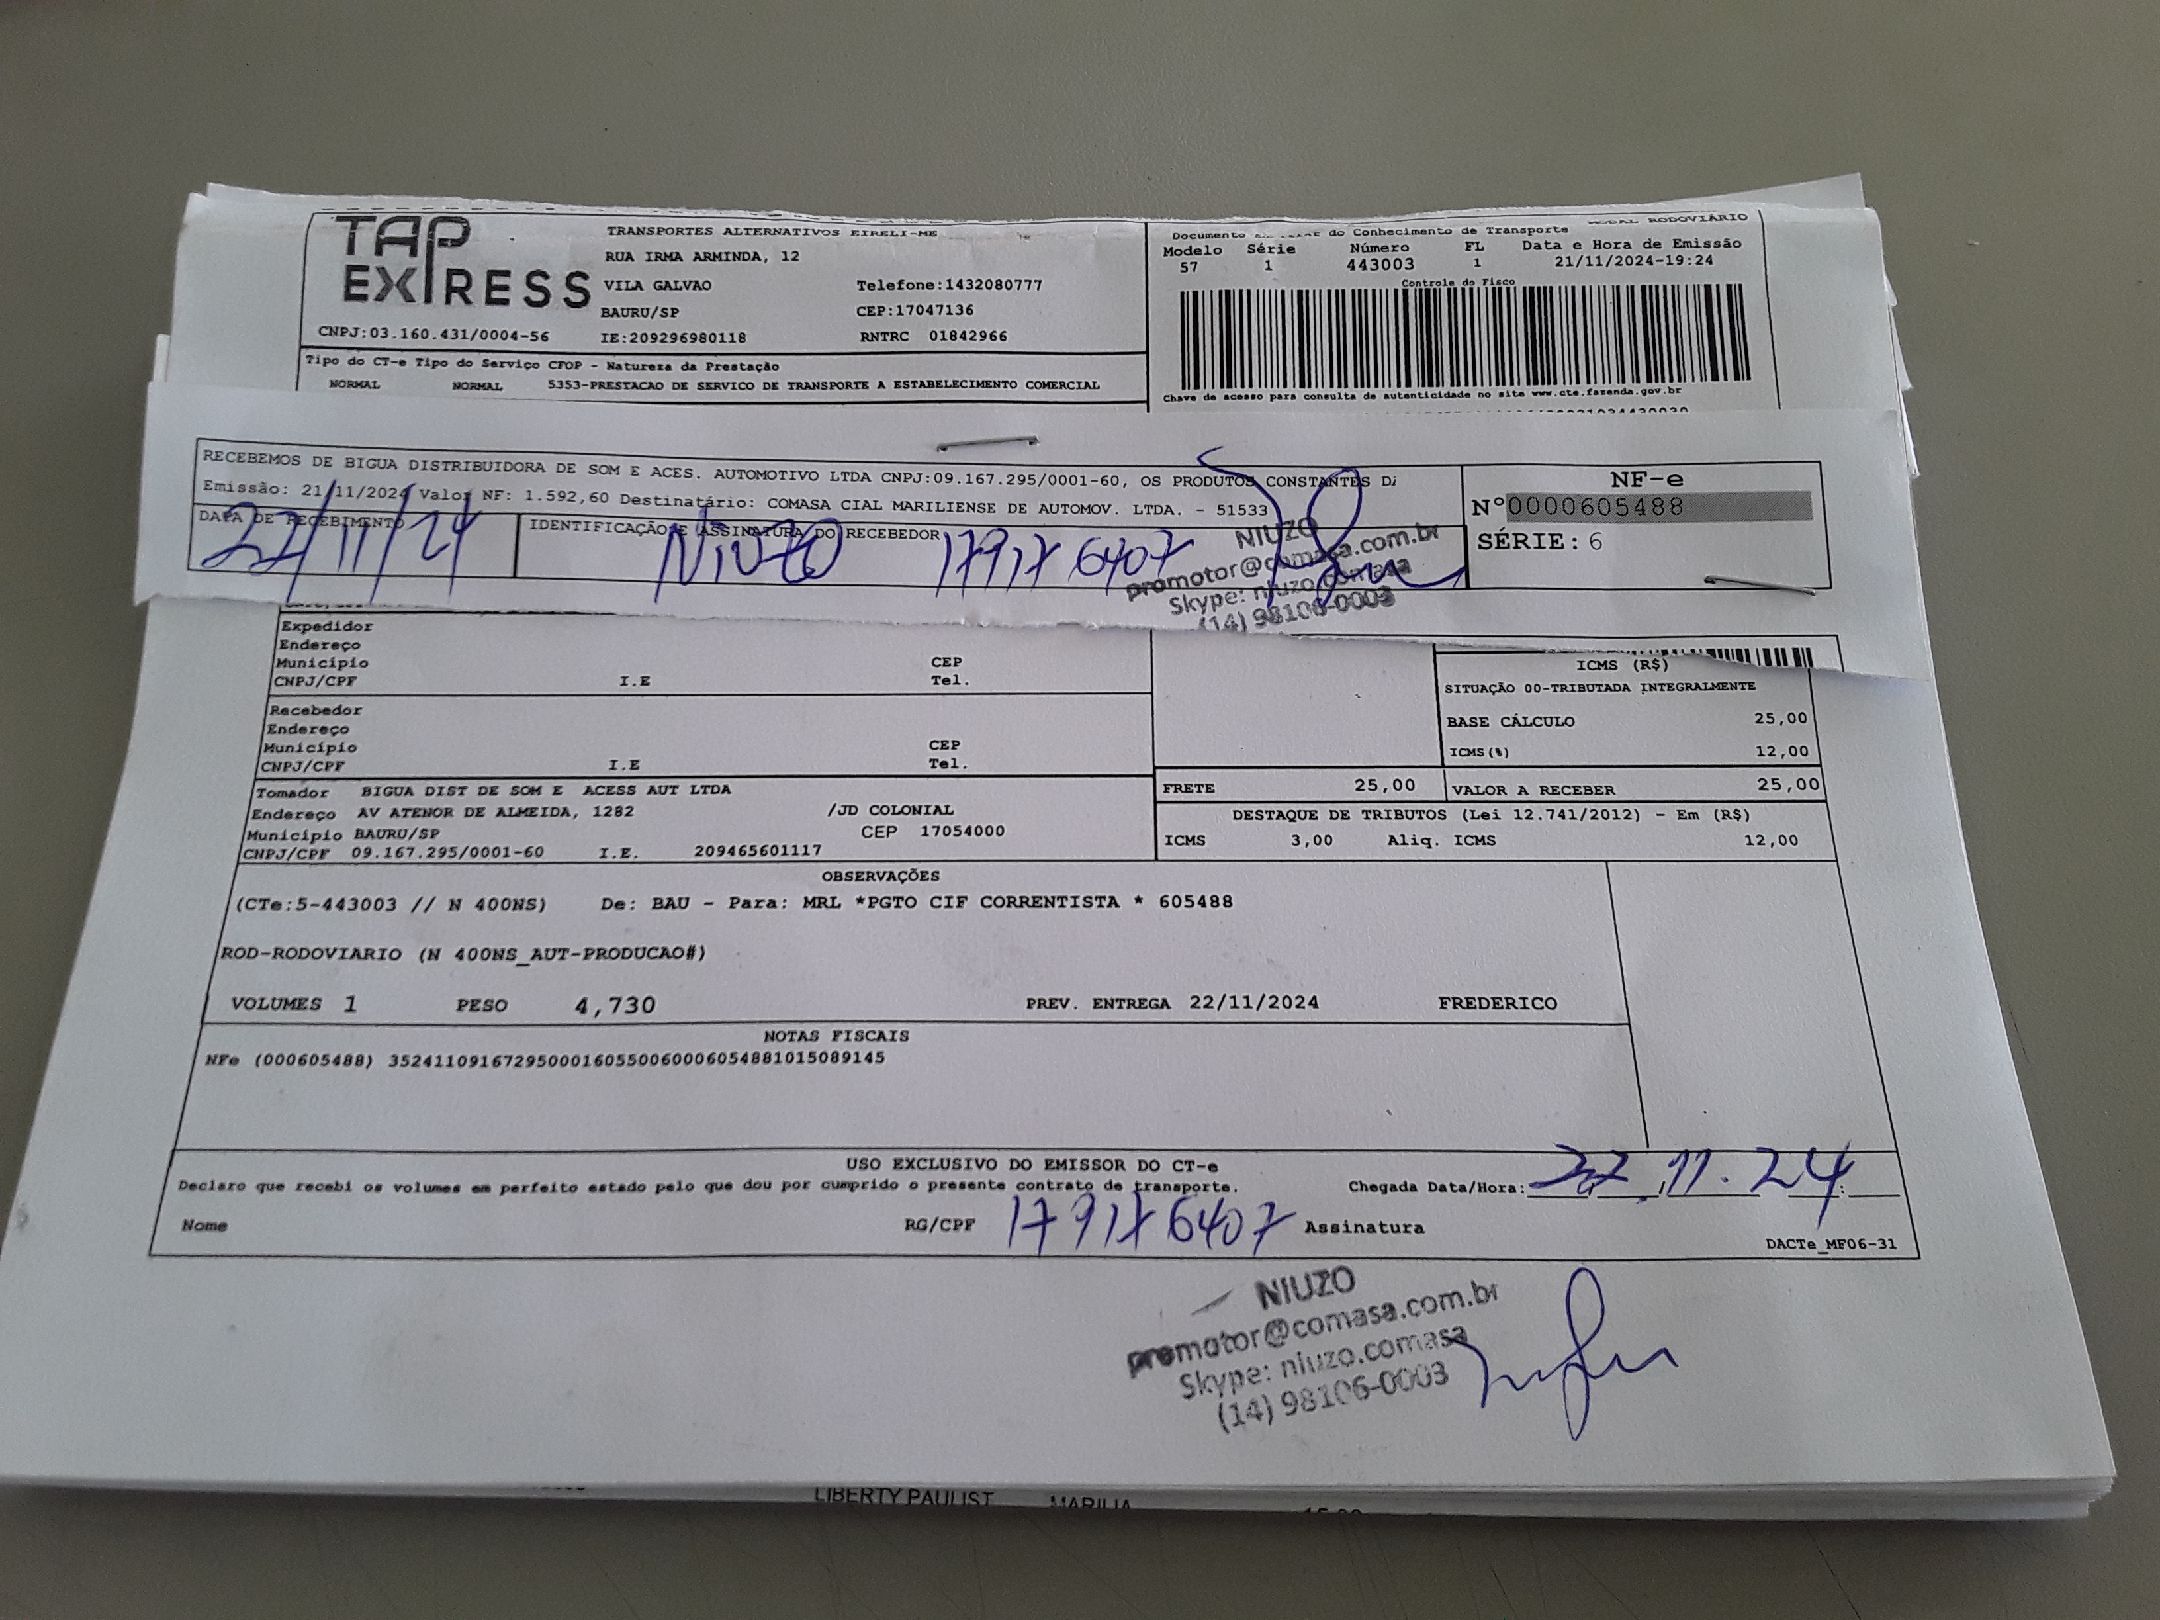 TAP
EXPRESS
TRANSPORTES ALTERNATIVOS EIRELI-ME
RUA IRMA ARMINDA, 12
VILA GALVAO Telefone:1432080777
BAURU/SP CEP:17047136
CNPJ:03.160.431/0004-56 IE:209296980118 RNTRC 01842966
MODAL RODOVIÁRIO
Documento do Conhecimento de Transporte
Modelo Série Número FL Data e Hora de Emissão
57 1 443003 1 21/11/2024-19:24
Controle do Fisco
Tipo do CT-e Tipo do Serviço CFOP - Natureza da Prestação
NORMAL NORMAL 5353-PRESTACAO DE SERVICO DE TRANSPORTE A ESTABELECIMENTO COMERCIAL
Chave de acesso para consulta de autenticidade no site www.cte.fazenda.gov.br
RECEBEMOS DE BIGUA DISTRIBUIDORA DE SOM E ACES. AUTOMOTIVO LTDA CNPJ:09.167.295/0001-60, OS PRODUTOS CONSTANTES DA
Emissão: 21/11/2024 Valor NF: 1.592,60 Destinatário: COMASA CIAL MARILIENSE DE AUTOMOV. LTDA. - 51533
DATA DE RECEBIMENTO IDENTIFICAÇÃO E ASSINATURA DO RECEBEDOR
22/11/24 Niuzo 17917 6407
NF-e
Nº0000605488
SÉRIE: 6
NIUZO
promotor@comasa.com.br
Skype: niuzo.comasa
(14) 98106-0003
Expedidor
Endereço
Município CEP
CNPJ/CPF I.E Tel.
Recebedor
Endereço
Município CEP
CNPJ/CPF I.E Tel.
ICMS (R$)
SITUAÇÃO 00-TRIBUTADA INTEGRALMENTE
BASE CÁLCULO 25,00
ICMS(%) 12,00
FRETE 25,00 VALOR A RECEBER 25,00
Tomador BIGUA DIST DE SOM E ACESS AUT LTDA
Endereço AV ATENOR DE ALMEIDA, 1282 /JD COLONIAL
Município BAURU/SP CEP 17054000
CNPJ/CPF 09.167.295/0001-60 I.E. 209465601117
DESTAQUE DE TRIBUTOS (Lei 12.741/2012) - Em (R$)
ICMS 3,00 Aliq. ICMS 12,00
OBSERVAÇÕES
(CTe:5-443003 // N 400NS) De: BAU - Para: MRL *PGTO CIF CORRENTISTA * 605488
ROD-RODOVIARIO (N 400NS_AUT-PRODUCAO#)
VOLUMES 1 PESO 4,730 PREV. ENTREGA 22/11/2024 FREDERICO
NOTAS FISCAIS
NFe (000605488) 35241109167295000160550060006054881015089145
USO EXCLUSIVO DO EMISSOR DO CT-e
Declaro que recebi os volumes em perfeito estado pelo que dou por cumprido o presente contrato de transporte. Chegada Data/Hora: 22.11.24
Nome RG/CPF 17917 6407 Assinatura
DACTe_MF06-31
NIUZO
promotor@comasa.com.br
Skype: niuzo.comasa
(14) 98106-0003
LIBERTY PAULIST MARILIA